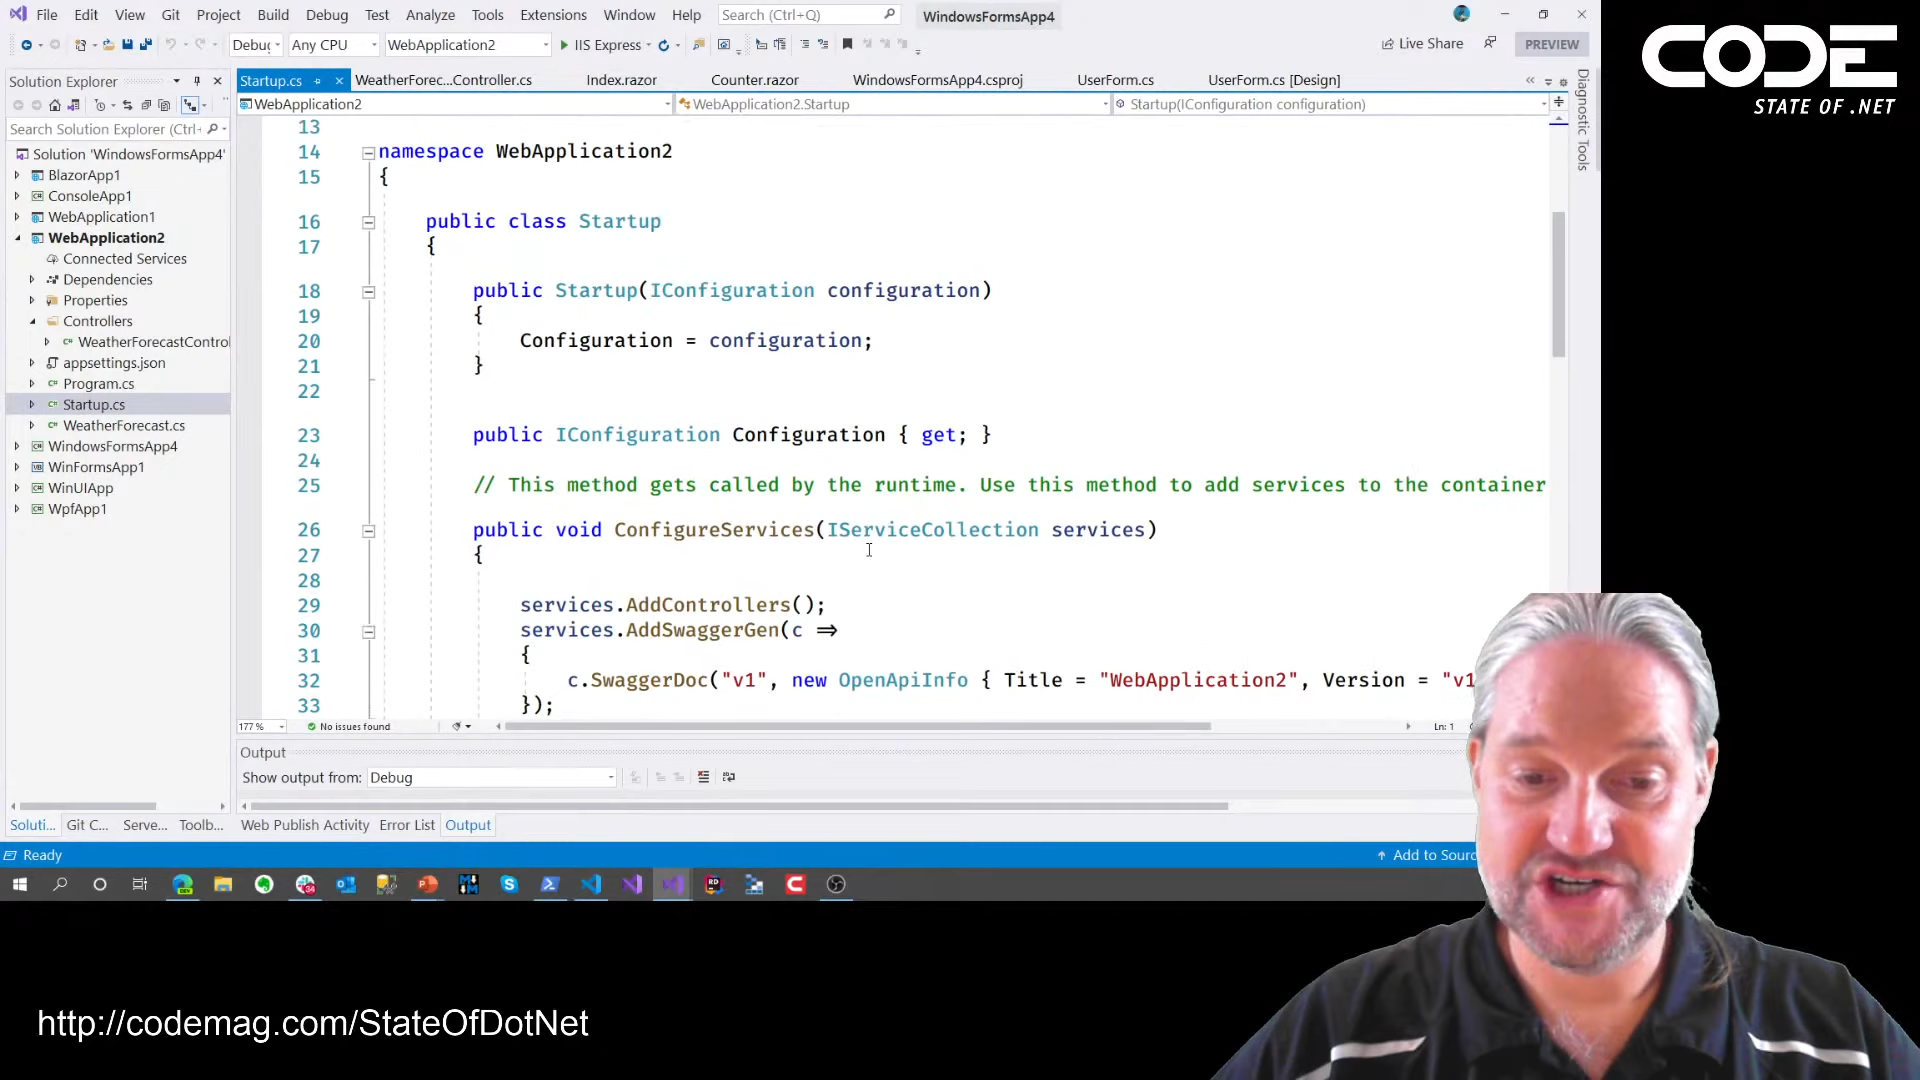 File Edit View Git Project Build Debug Test Analyze Tools Extensions Window Help Search (Ctrl+Q) WindowsFormsApp4
Debu Any CPU WebApplication2 IIS Express Live Share PREVIEW
CODE
STATE OF .NET
Solution Explorer
Search Solution Explorer (Ctrl+
Solution 'WindowsFormsApp4'
BlazorApp1
ConsoleApp1
WebApplication1
WebApplication2
Connected Services
Dependencies
Properties
Controllers
WeatherForecastContro
appsettings.json
Program.cs
Startup.cs
WeatherForecast.cs
WindowsFormsApp4
WinFormsApp1
WinUIApp
WpfApp1
Soluti... Git C... Serve... Toolb...
Startup.cs WeatherForec...Controller.cs Index.razor Counter.razor WindowsFormsApp4.csproj UserForm.cs UserForm.cs [Design]
WebApplication2 WebApplication2.Startup Startup(IConfiguration configuration)
Diagnostic Tools
13
14 namespace WebApplication2
15 {
16 public class Startup
17 {
18 public Startup(IConfiguration configuration)
19 {
20 Configuration = configuration;
21 }
22
23 public IConfiguration Configuration { get; }
24
25 // This method gets called by the runtime. Use this method to add services to the container
26 public void ConfigureServices(IServiceCollection services)
27 {
28
29 services.AddControllers();
30 services.AddSwaggerGen(c =>
31 {
32 c.SwaggerDoc("v1", new OpenApiInfo { Title = "WebApplication2", Version = "v1
33 });
177 % No issues found Ln: 1
Output
Show output from: Debug
Web Publish Activity Error List Output
Ready Add to Sourc
http://codemag.com/StateOfDotNet